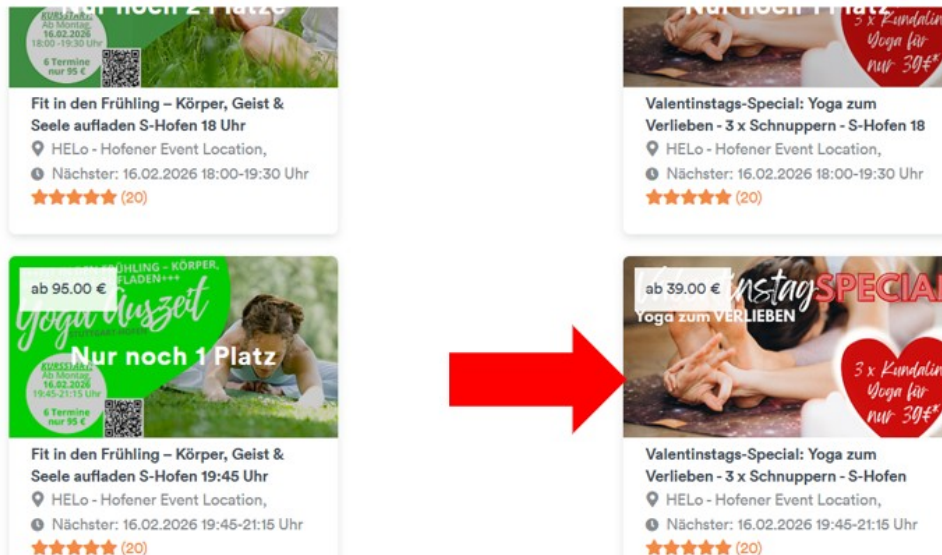 Nur noch 2 Plätze
KURSSTART:
Ab Montag,
16.02.2026
18:00 -19:30 Uhr
6 Termine
nur 95 €
Fit in den Frühling – Körper, Geist &
Seele aufladen S-Hofen 18 Uhr
HELo - Hofener Event Location,
Nächster: 16.02.2026 18:00-19:30 Uhr
(20)
Nur noch 1 Platz
3 x Kundalin
Yoga für
nur 39€*
Valentinstags-Special: Yoga zum
Verlieben - 3 x Schnuppern - S-Hofen 18
HELo - Hofener Event Location,
Nächster: 16.02.2026 18:00-19:30 Uhr
(20)
FRÜHLING – KÖRPER,
FLADEN+++
ab 95.00 €
Yoga Auszeit
STUTTGART-HOFEN
Nur noch 1 Platz
KURSSTART:
Ab Montag,
16.02.2026
19:45-21:15 Uhr
6 Termine
nur 95 €
Fit in den Frühling – Körper, Geist &
Seele aufladen S-Hofen 19:45 Uhr
HELo - Hofener Event Location,
Nächster: 16.02.2026 19:45-21:15 Uhr
(20)
ab 39.00 €
ValentinstagSPECIAL
Yoga zum VERLIEBEN
3 x Kundalin
Yoga für
nur 39€*
Valentinstags-Special: Yoga zum
Verlieben - 3 x Schnuppern - S-Hofen
HELo - Hofener Event Location,
Nächster: 16.02.2026 19:45-21:15 Uhr
(20)